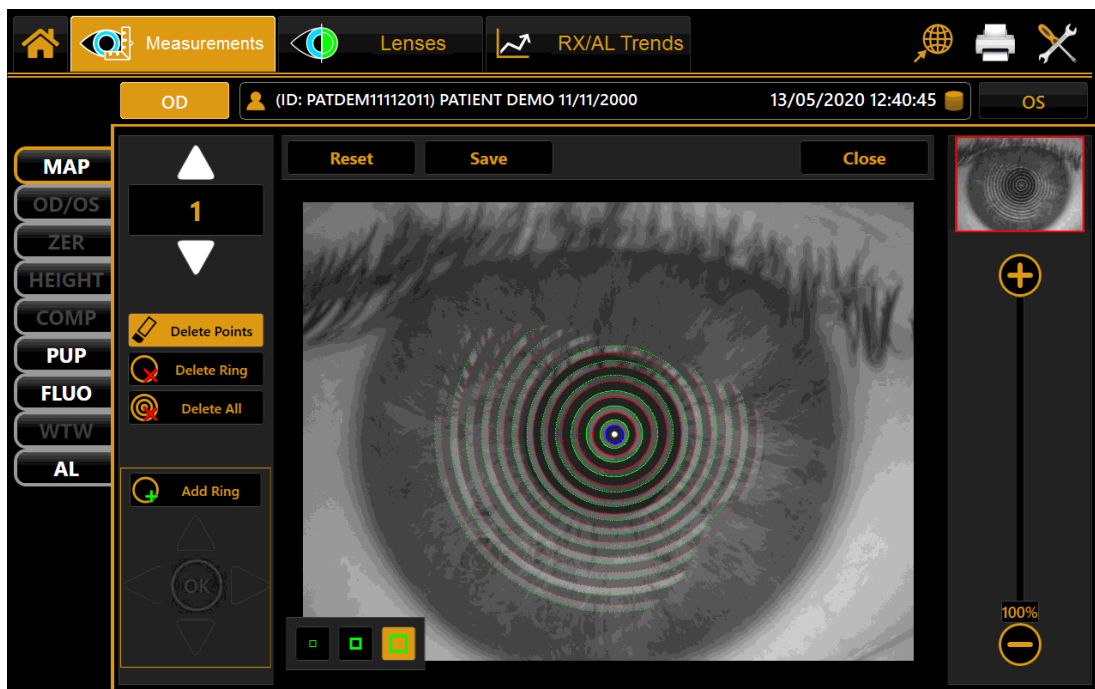 Measurements
Lenses
RX/AL Trends
OD
(ID: PATDEM11112011) PATIENT DEMO 11/11/2000
13/05/2020 12:40:45
OS
MAP
OD/OS
ZER
HEIGHT
COMP
PUP
FLUO
WTW
AL
1
Delete Points
Delete Ring
Delete All
Add Ring
OK
Reset
Save
Close
100%